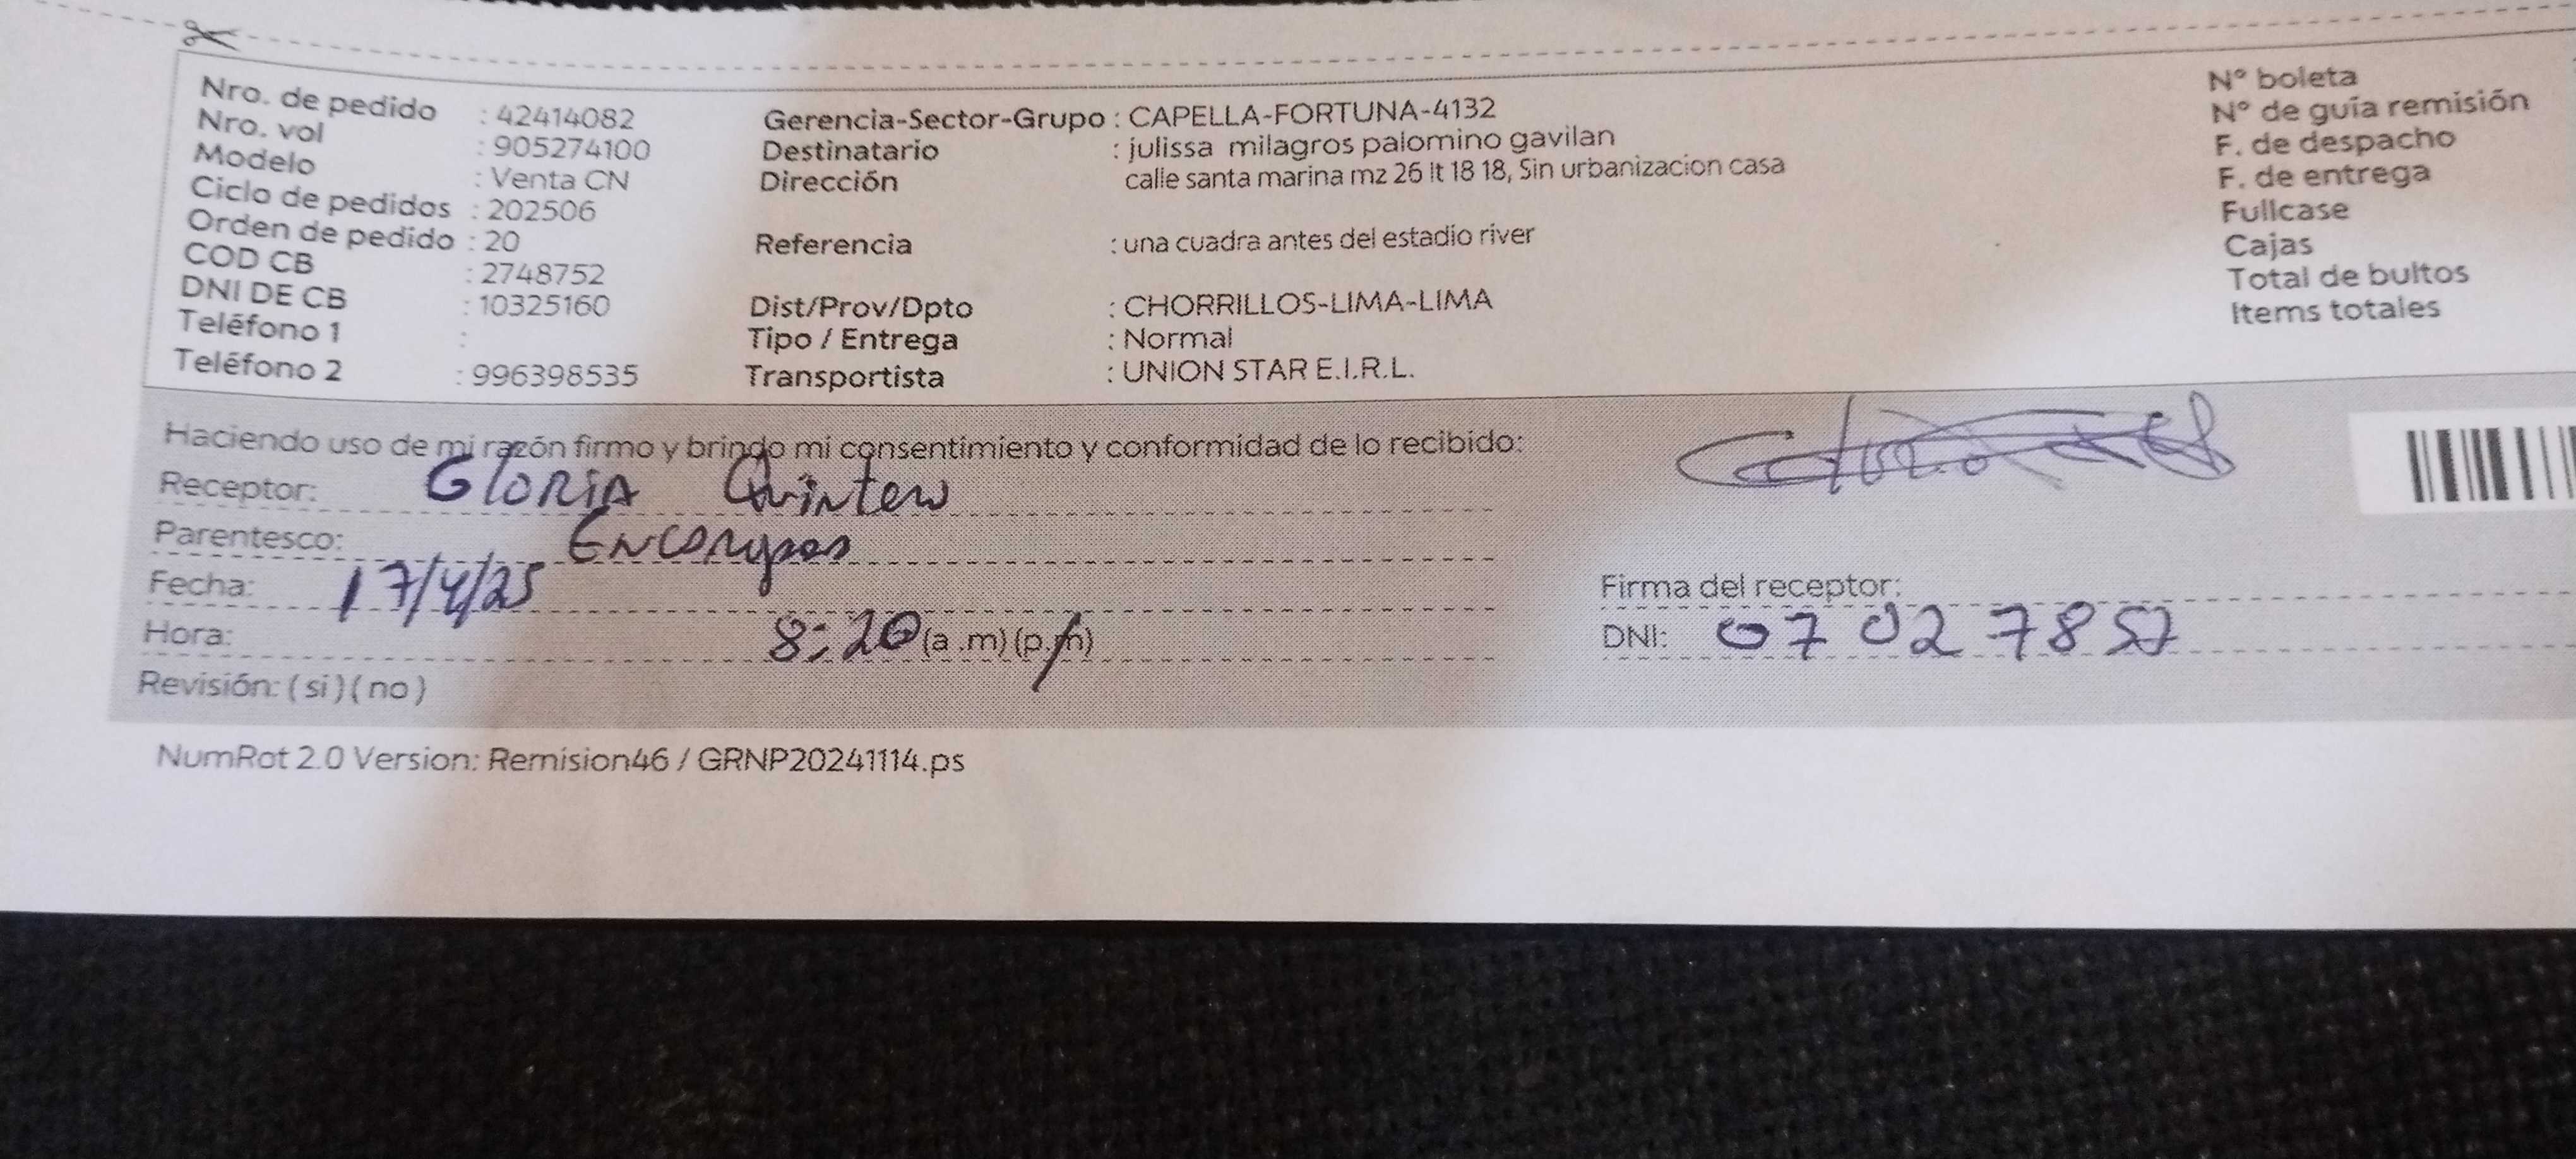 Nro. de pedido : 42414082
Nro. vol : 905274100
Modelo : Venta CN
Ciclo de pedidos : 202506
Orden de pedido : 20
COD CB : 2748752
DNI DE CB : 10325160
Teléfono 1 :
Teléfono 2 : 996398535
Gerencia-Sector-Grupo : CAPELLA-FORTUNA-4132
Destinatario : julissa milagros palomino gavilan
Dirección calle santa marina mz 26 lt 18 18, Sin urbanizacion casa
Referencia : una cuadra antes del estadio river
Dist/Prov/Dpto : CHORRILLOS-LIMA-LIMA
Tipo / Entrega : Normal
Transportista : UNION STAR E.I.R.L.
N° boleta
N° de guía remisión
F. de despacho
F. de entrega
Fullcase
Cajas
Total de bultos
Items totales
Haciendo uso de mi razón firmo y brindo mi consentimiento y conformidad de lo recibido:
Receptor: Gloria Quintero
Parentesco:
Fecha: 17/4/25
Hora: 8:20 (a .m) (p.m)
Revisión: ( si ) ( no )
Firma del receptor:
DNI: 07027857
NumRot 2.0 Version: Remision46 / GRNP20241114.ps